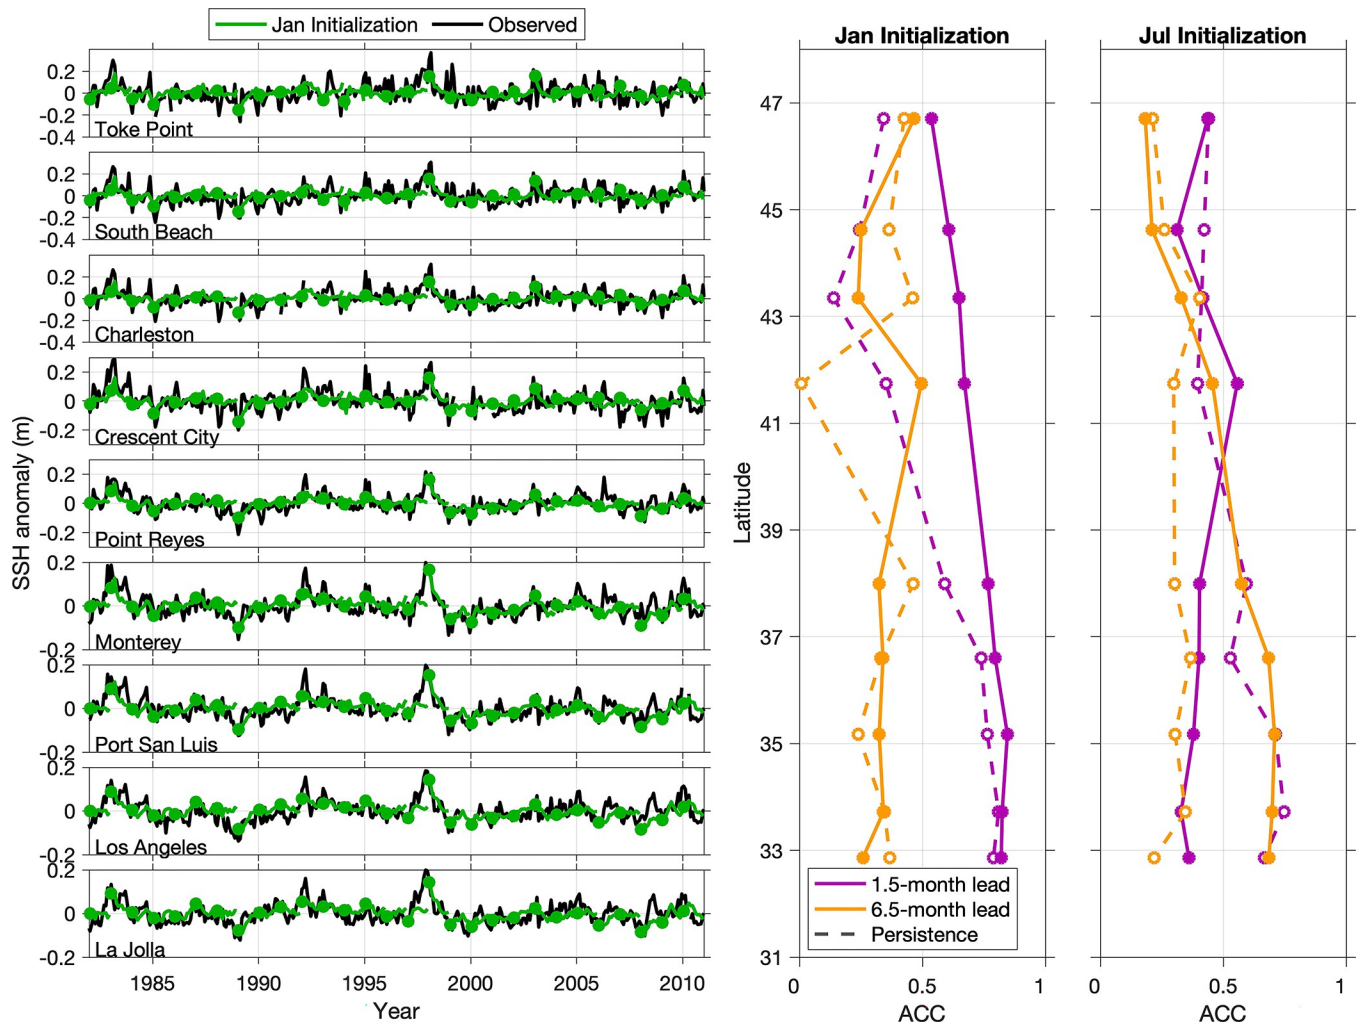 Jan Initialization Observed
Jan Initialization
Jul Initialization
0.2
0
-0.2
-0.4
Toke Point
0.2
0
-0.2
-0.4
South Beach
0.2
0
-0.2
-0.4
Charleston
0.2
0
-0.2
Crescent City
0.2
0
-0.2
Point Reyes
0.2
0
-0.2
Monterey
0.2
0
-0.2
Port San Luis
0.2
0
-0.2
Los Angeles
0.2
0
-0.2
La Jolla
SSH anomaly (m)
1985 1990 1995 2000 2005 2010
Year
47
45
43
41
39
37
35
33
31
Latitude
1.5-month lead
6.5-month lead
Persistence
0 0.5 1
ACC
0 0.5 1
ACC